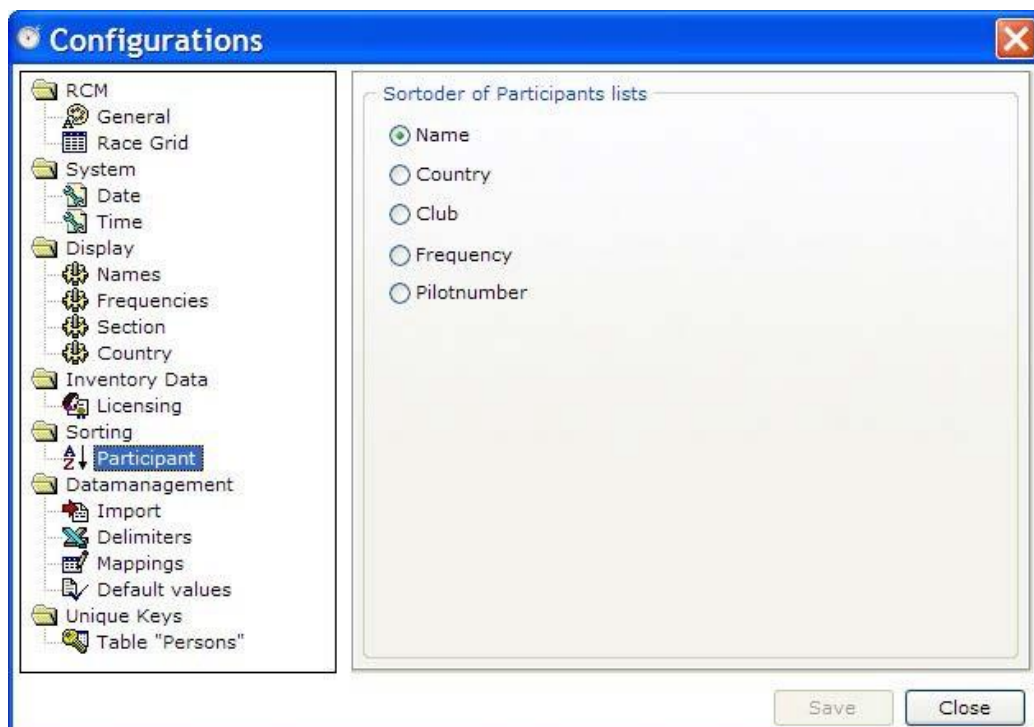 Configurations
RCM
General
Race Grid
System
Date
Time
Display
Names
Frequencies
Section
Country
Inventory Data
Licensing
Sorting
Participant
Datamanagement
Import
Delimiters
Mappings
Default values
Unique Keys
Table "Persons"
Sortoder of Participants lists
Name
Country
Club
Frequency
Pilotnumber
Save
Close